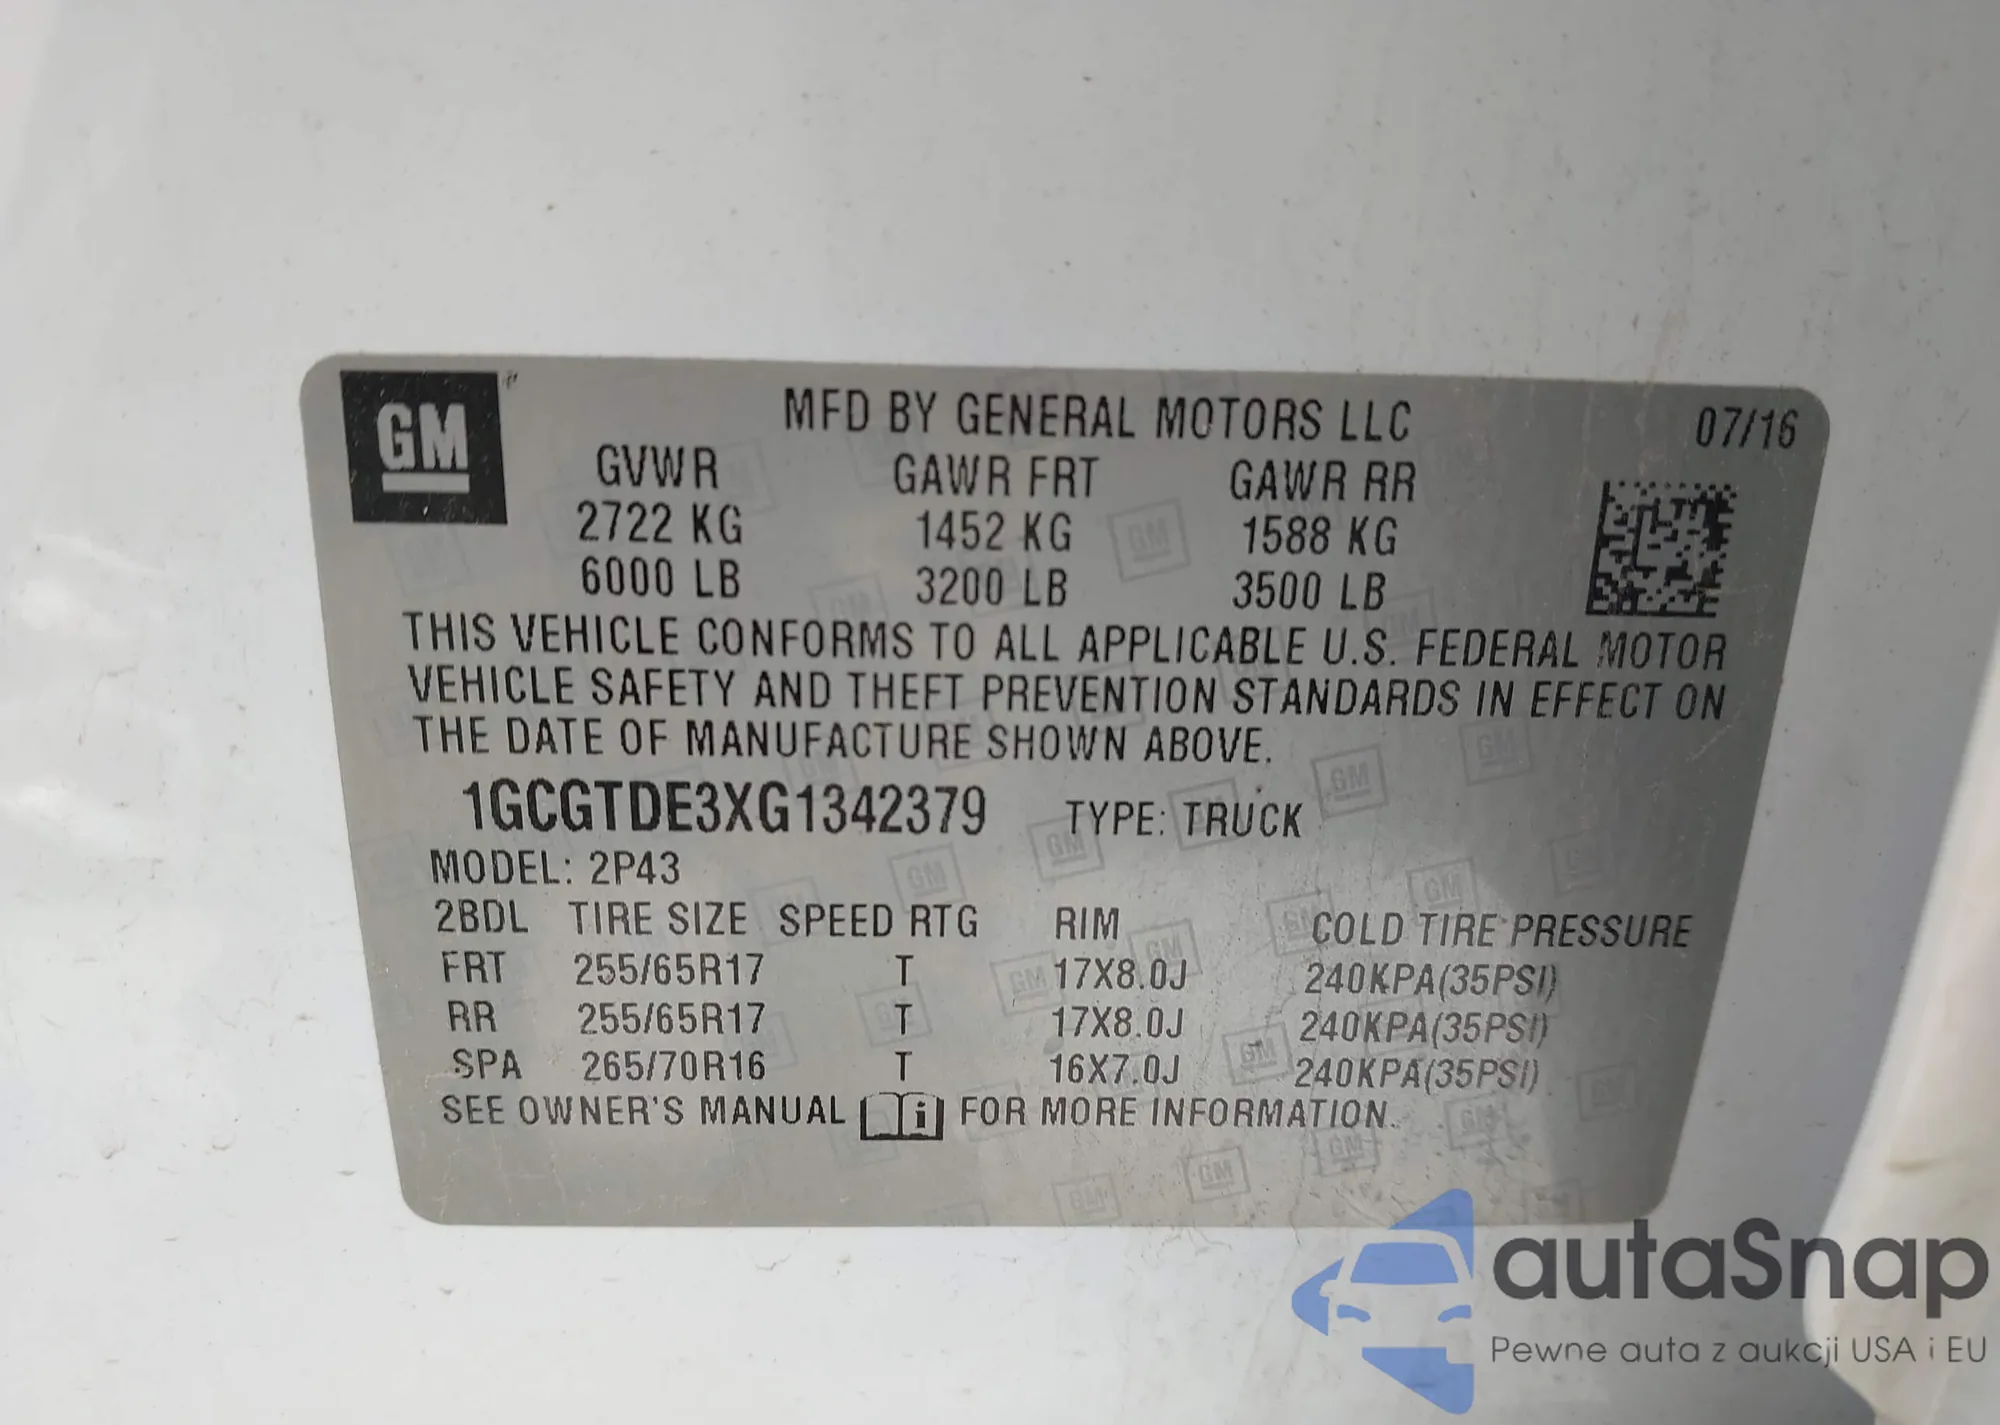 GM
MFD BY GENERAL MOTORS LLC 07/16
GVWR GAWR FRT GAWR RR
2722 KG 1452 KG 1588 KG
6000 LB 3200 LB 3500 LB
THIS VEHICLE CONFORMS TO ALL APPLICABLE U.S. FEDERAL MOTOR
VEHICLE SAFETY AND THEFT PREVENTION STANDARDS IN EFFECT ON
THE DATE OF MANUFACTURE SHOWN ABOVE.
1GCGTDE3XG1342379 TYPE: TRUCK
MODEL: 2P43
2BDL TIRE SIZE SPEED RTG RIM COLD TIRE PRESSURE
FRT 255/65R17 T 17X8.0J 240KPA(35PSI)
RR 255/65R17 T 17X8.0J 240KPA(35PSI)
SPA 265/70R16 T 16X7.0J 240KPA(35PSI)
SEE OWNER'S MANUAL i FOR MORE INFORMATION.
autaSnap
Pewne auta z aukcji USA i EU